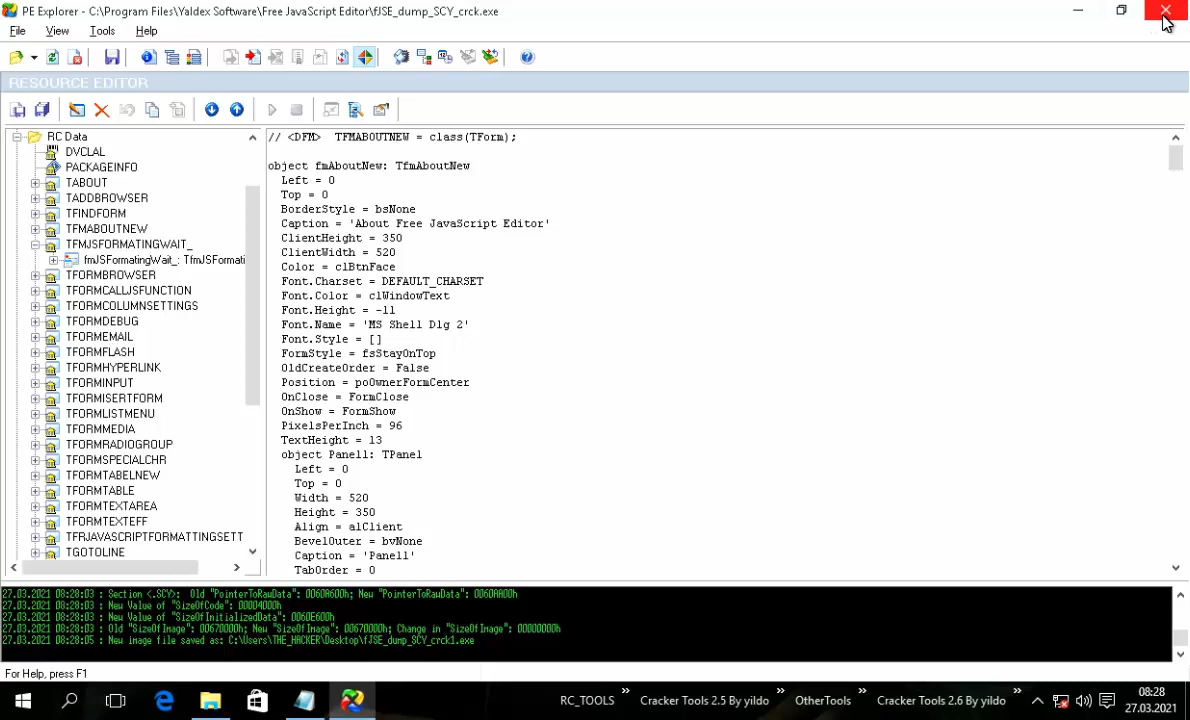 PE Explorer - C:\Program Files\Yaldex Software\Free JavaScript Editor\fJSE_dump_SCY_crck.exe
File View Tools Help
RESOURCE EDITOR
RC Data
DVCLAL
PACKAGEINFO
TABOUT
TADDBROWSER
TFINDFORM
TFMABOUTNEW
TFMJSFORMATINGWAIT_
fmJSFormatingWait_: TfmJSFormati
TFORMBROWSER
TFORMCALLJSFUNCTION
TFORMCOLUMNSETTINGS
TFORMDEBUG
TFORMEMAIL
TFORMFLASH
TFORMHYPERLINK
TFORMINPUT
TFORMISERTFORM
TFORMLISTMENU
TFORMMEDIA
TFORMRADIOGROUP
TFORMSPECIALCHR
TFORMTABELNEW
TFORMTABLE
TFORMTEXTAREA
TFORMTEXTEFF
TFRJAVASCRIPTFORMATTINGSETT
TGOTOLINE
// <DFM> TFMABOUTNEW = class(TForm);
object fmAboutNew: TfmAboutNew
Left = 0
Top = 0
BorderStyle = bsNone
Caption = 'About Free JavaScript Editor'
ClientHeight = 350
ClientWidth = 520
Color = clBtnFace
Font.Charset = DEFAULT_CHARSET
Font.Color = clWindowText
Font.Height = -11
Font.Name = 'MS Shell Dlg 2'
Font.Style = []
FormStyle = fsStayOnTop
OldCreateOrder = False
Position = poOwnerFormCenter
OnClose = FormClose
OnShow = FormShow
PixelsPerInch = 96
TextHeight = 13
object Panel1: TPanel
Left = 0
Top = 0
Width = 520
Height = 350
Align = alClient
BevelOuter = bvNone
Caption = 'Panel1'
TabOrder = 0
27.03.2021 08:28:03 : Section <.SCY>: Old "PointerToRawData": 0060A600h; New "PointerToRawData": 0060AA00h
27.03.2021 08:28:03 : New Value of "SizeOfCode": 00004000h
27.03.2021 08:28:03 : New Value of "SizeOfInitializedData": 0060E600h
27.03.2021 08:28:03 : Old "SizeOfImage": 00670000h; New "SizeOfImage": 00670000h; Change in "SizeOfImage": 00000000h
27.03.2021 08:28:05 : New image file saved as: C:\Users\THE_HACKER\Desktop\fJSE_dump_SCY_crck1.exe
For Help, press F1
RC_TOOLS » Cracker Tools 2.5 By yildo » OtherTools » Cracker Tools 2.6 By yildo »
08:28
27.03.2021